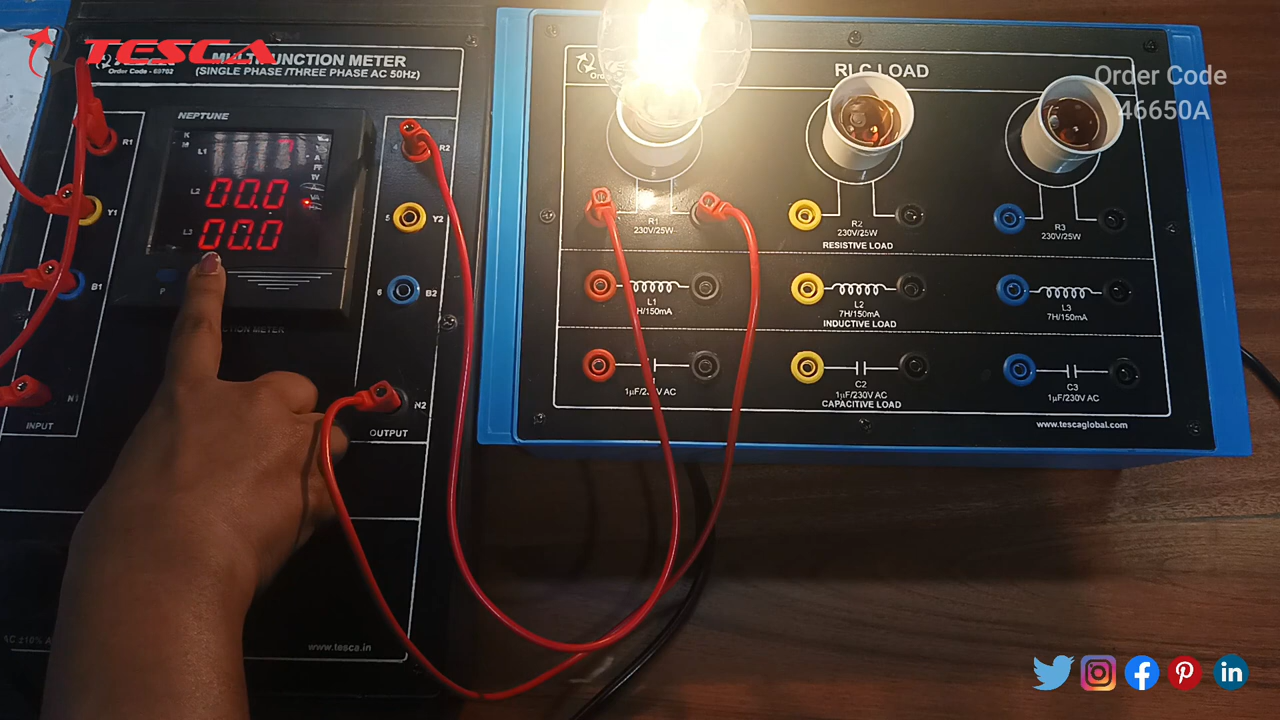 TESCA
MULTIFUNCTION METER
Order Code - 69702
(SINGLE PHASE /THREE PHASE AC 50Hz)
NEPTUNE
L1
L2
00.0
L3
00.0
R1
Y1
B1
N1
INPUT
R2
5
Y2
6
B2
N2
OUTPUT
www.tesca.in
RLC LOAD
Order Code
46650A
R1
230V/25W
R2
230V/25W
R3
230V/25W
RESISTIVE LOAD
L1
H/150mA
L2
7H/150mA
L3
7H/150mA
INDUCTIVE LOAD
1µF/230V AC
C2
1µF/230V AC
C3
1µF/230V AC
CAPACITIVE LOAD
www.tescaglobal.com
in